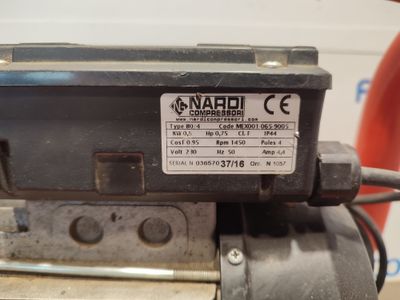 NARDI
COMPRESSORI
www.nardicompressori.com
CE
Type 80/4 Code MEX001 065 9005
KW 0,5 Hp 0,75 Cl. F IP44
Cosf 0.95 Rpm 1450 Poles 4
Volt 230 Hz 50 Amp 4,4
SERIAL N 036570 37/16 Ord. N 1057